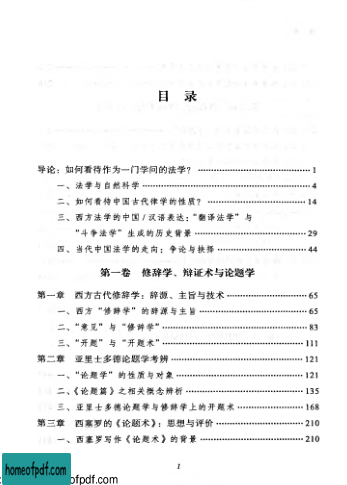 目 录
导论：如何看待作为一门学问的法学？ 1
一、法学与自然科学 4
二、如何看待中国古代律学的性质？ 14
三、西方法学的中国/汉语表达：“翻译法学”与
“斗争法学”生成的历史背景 29
四、当代中国法学的走向：争论与抉择 44
第一卷 修辞学、辩证术与论题学
第一章 西方古代修辞学：辞源、主旨与技术 65
一、西方“修辞学”的辞源与主旨 65
二、“意见”与“修辞学” 83
三、“开题”与“开题术” 111
第二章 亚里士多德论题学考辨 121
一、“论题学”的性质与对象 121
二、《论题篇》之相关概念辨析 135
三、亚里士多德论题学与修辞学上的开题术 168
第三章 西塞罗的《论题术》：思想与评价 210
一、西塞罗写作《论题术》的背景 210
1
homeofpdf.com
homeofpdf.com